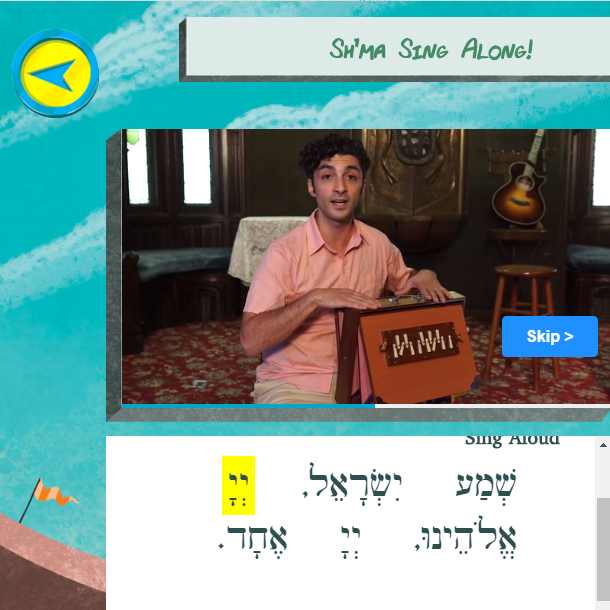 Sh'ma Sing Along!
Skip >
Sing Aloud
שְׁמַע יִשְׂרָאֵל, יְיָ
אֱלֹהֵינוּ, יְיָ אֶחָד.